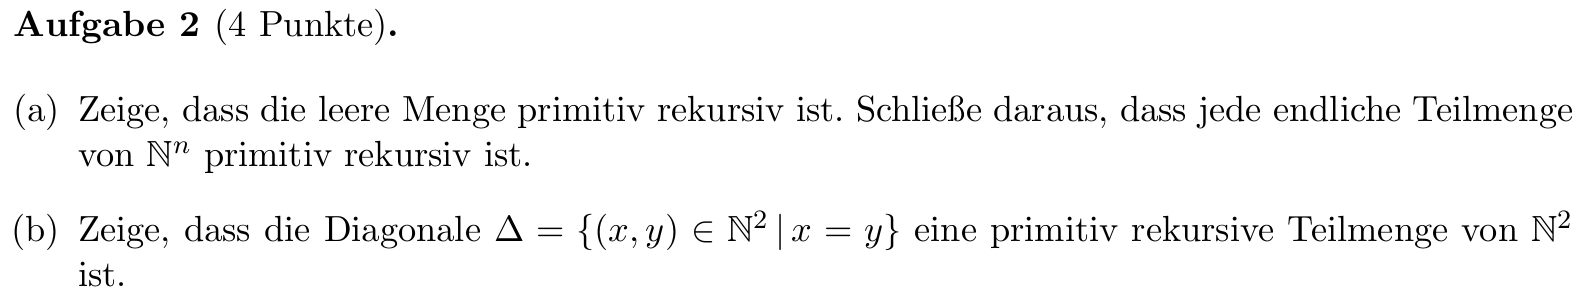 Aufgabe 2 (4 Punkte).
(a) Zeige, dass die leere Menge primitiv rekursiv ist. Schließe daraus, dass jede endliche Teilmenge
von ℕⁿ primitiv rekursiv ist.
(b) Zeige, dass die Diagonale Δ = {(x, y) ∈ ℕ² | x = y} eine primitiv rekursive Teilmenge von ℕ²
ist.